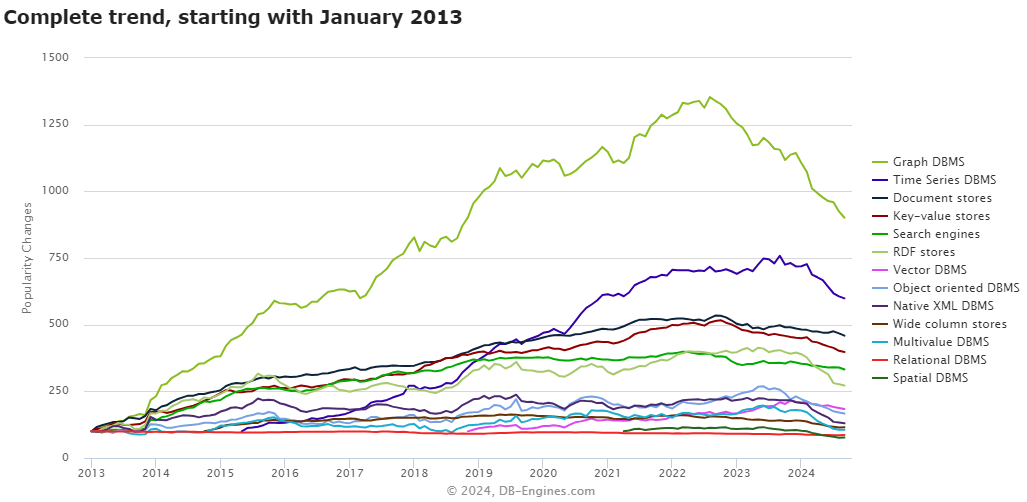 Complete trend, starting with January 2013
Popularity Changes
1500
1250
1000
750
500
250
0
2013 2014 2015 2016 2017 2018 2019 2020 2021 2022 2023 2024
Graph DBMS
Time Series DBMS
Document stores
Key-value stores
Search engines
RDF stores
Vector DBMS
Object oriented DBMS
Native XML DBMS
Wide column stores
Multivalue DBMS
Relational DBMS
Spatial DBMS
© 2024, DB-Engines.com